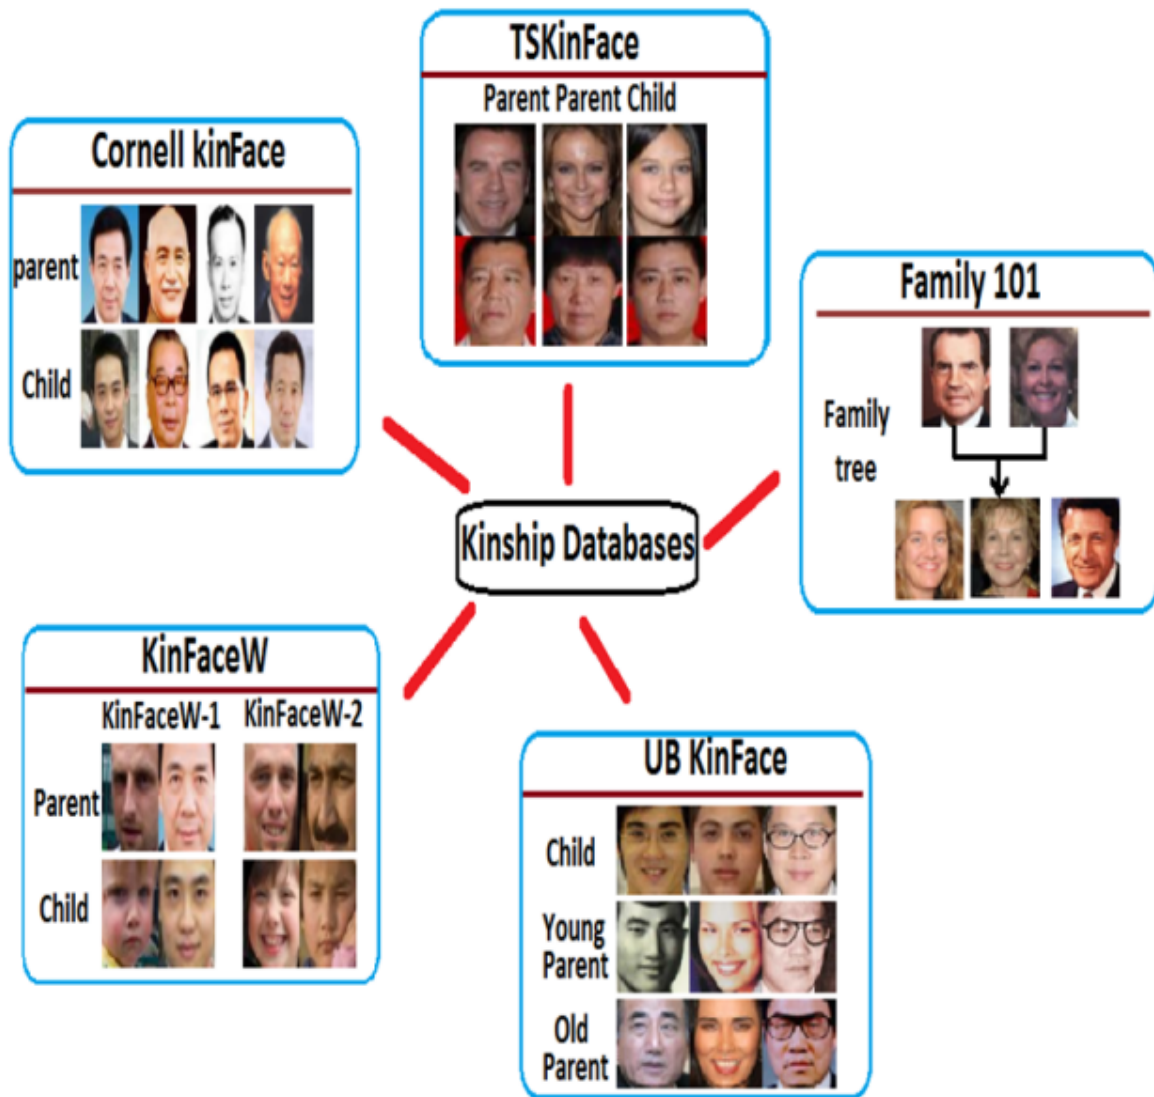 TSKinFace
Parent Parent Child
Cornell kinFace
parent
Child
Family 101
Family
tree
Kinship Databases
KinFaceW
KinFaceW-1 KinFaceW-2
Parent
Child
UB KinFace
Child
Young
Parent
Old
Parent